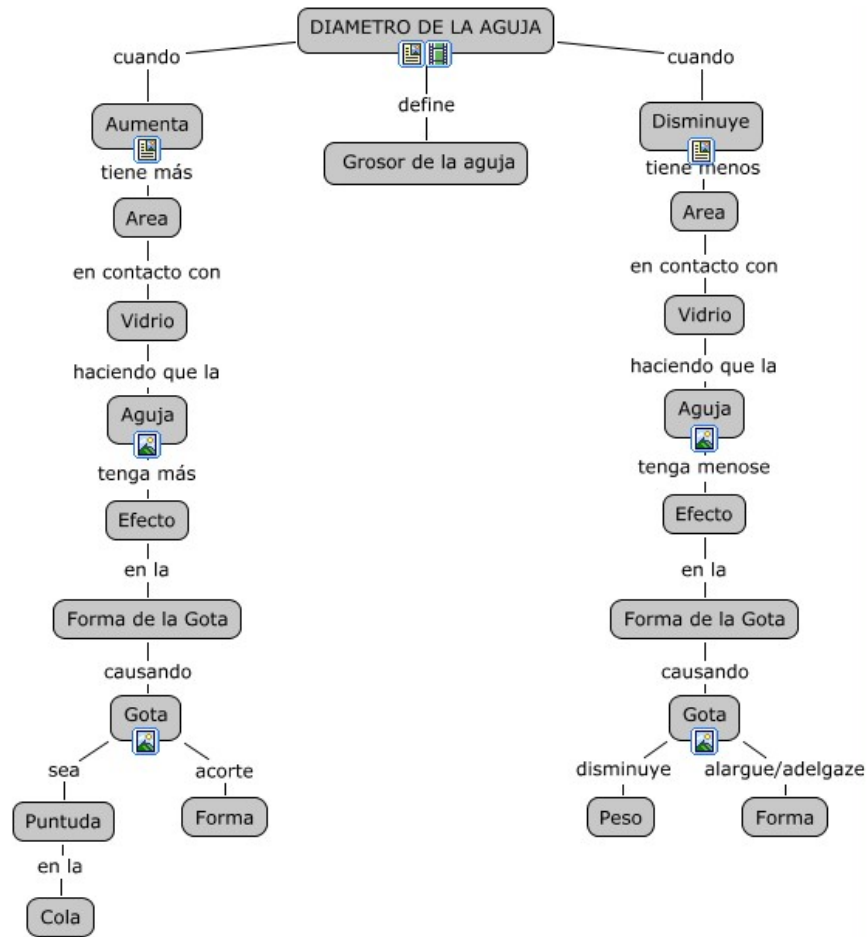 DIAMETRO DE LA AGUJA
cuando
define
cuando
Aumenta
Grosor de la aguja
Disminuye
tiene más
tiene menos
Area
Area
en contacto con
en contacto con
Vidrio
Vidrio
haciendo que la
haciendo que la
Aguja
Aguja
tenga más
tenga menose
Efecto
Efecto
en la
en la
Forma de la Gota
Forma de la Gota
causando
causando
Gota
Gota
sea
acorte
disminuye
alargue/adelgaze
Puntuda
Forma
Peso
Forma
en la
Cola